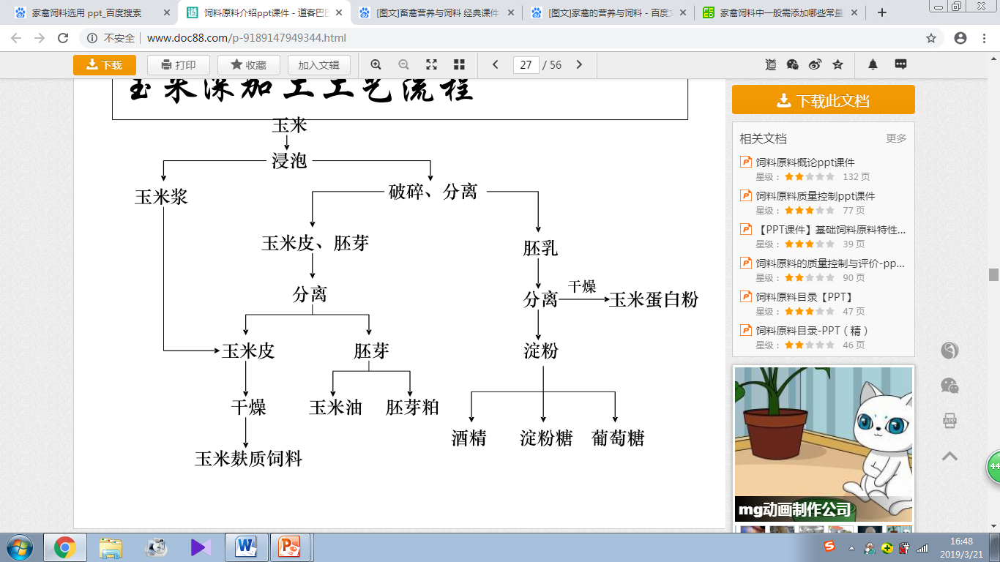 家禽饲料选用 ppt_百度搜索
饲料原料介绍ppt课件 - 道客巴巴
[图文]畜禽营养与饲料 经典课件
[图文]家禽的营养与饲料 - 百度文
家禽饲料中一般需添加哪些常量
不安全 | www.doc88.com/p-9189147949344.html
下载
打印
收藏
加入文辑
27 / 56
玉米深加工工艺流程
玉米
浸泡
玉米浆
破碎、分离
玉米皮、胚芽
胚乳
分离
分离
干燥
玉米蛋白粉
玉米皮
胚芽
淀粉
干燥
玉米油
胚芽粕
酒精
淀粉糖
葡萄糖
玉米麸质饲料
下载此文档
相关文档
更多
饲料原料概论ppt课件
星级： 132 页
饲料原料质量控制ppt课件
星级： 77 页
【PPT课件】基础饲料原料特性...
星级： 39 页
饲料原料的质量控制与评价-pp...
星级： 90 页
饲料原料目录【PPT】
星级： 47 页
饲料原料目录-PPT（精）
星级： 46 页
APP
44
mg动画制作公司
16:48
2019/3/21